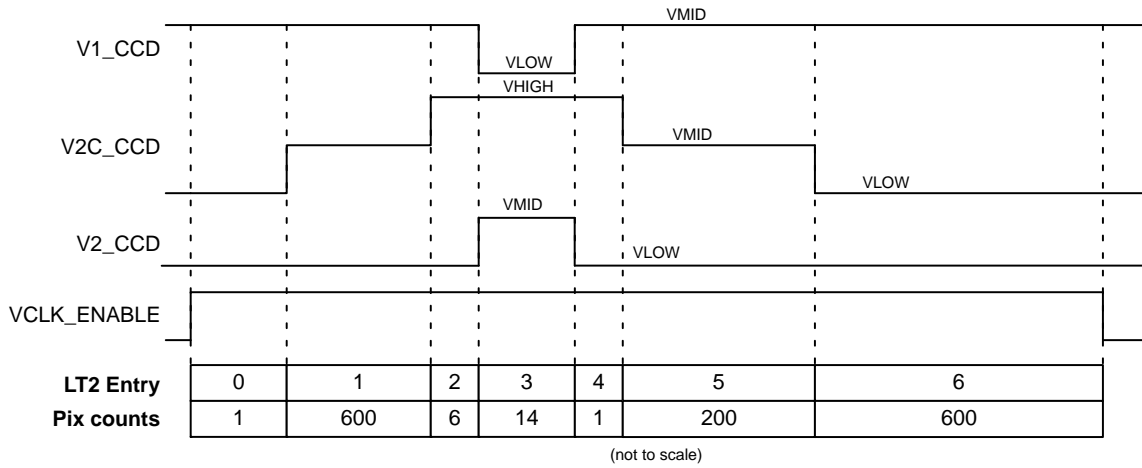 VMID
V1_CCD
VLOW
VHIGH
V2C_CCD
VMID
VLOW
VMID
V2_CCD
VLOW
VCLK_ENABLE
LT2 Entry 0 1 2 3 4 5 6
Pix counts 1 600 6 14 1 200 600
(not to scale)